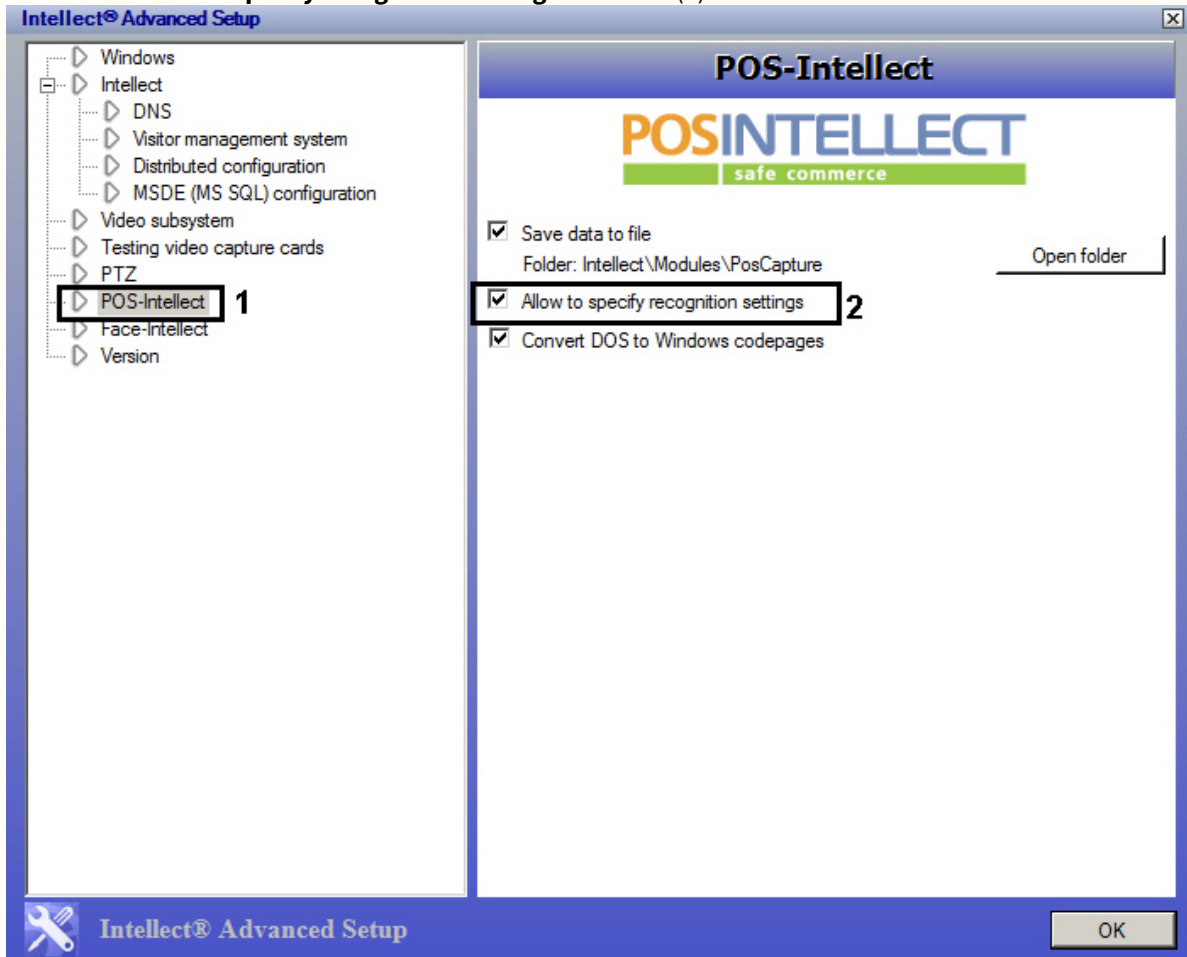 Intellect® Advanced Setup
Windows
Intellect
DNS
Visitor management system
Distributed configuration
MSDE (MS SQL) configuration
Video subsystem
Testing video capture cards
PTZ
POS-Intellect 1
Face-Intellect
Version
POS-Intellect
POSINTELLECT
safe commerce
Save data to file
Folder: Intellect\Modules\PosCapture
Open folder
Allow to specify recognition settings 2
Convert DOS to Windows codepages
Intellect® Advanced Setup
OK